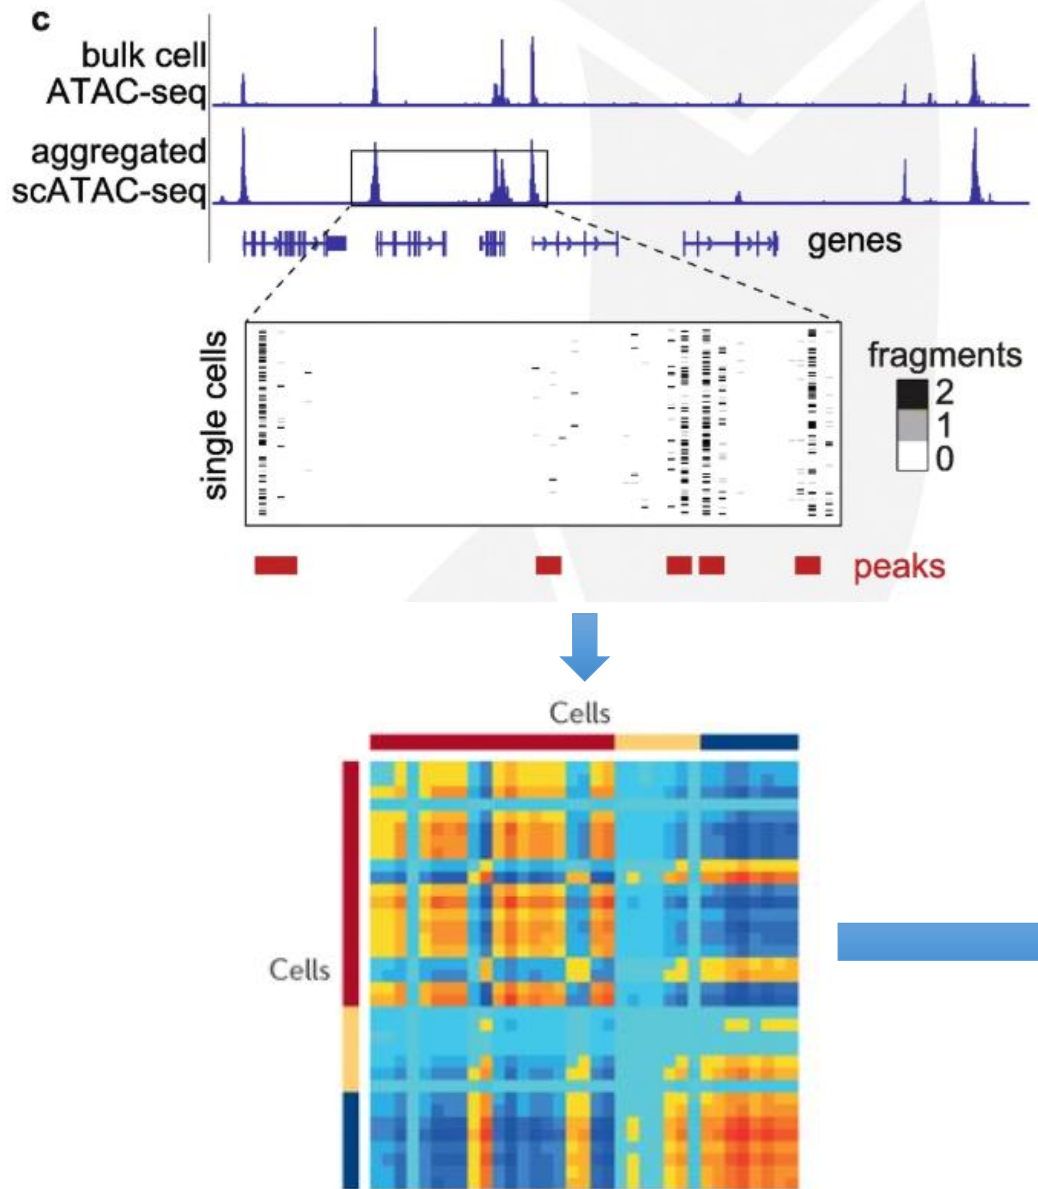 c
bulk cell
ATAC-seq
aggregated
scATAC-seq
genes
single cells
fragments
2
1
0
peaks
Cells
Cells